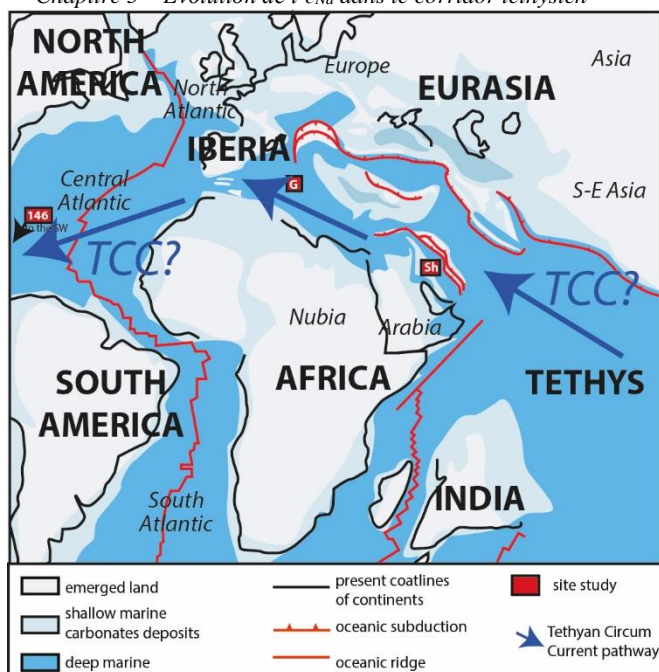 Chapitre 5 – Evolution de l'εNd dans le corridor téthysien
NORTH
AMERICA
North
Atlantic
Europe
Asia
EURASIA
IBERIA
Central
Atlantic
G
S-E Asia
146
to the SW
TCC?
Sh
TCC?
Nubia
Arabia
SOUTH
AMERICA
AFRICA
TETHYS
INDIA
South
Atlantic
emerged land
shallow marine
carbonates deposits
deep marine
present coatlines
of continents
oceanic subduction
oceanic ridge
site study
Tethyan Circum
Current pathway